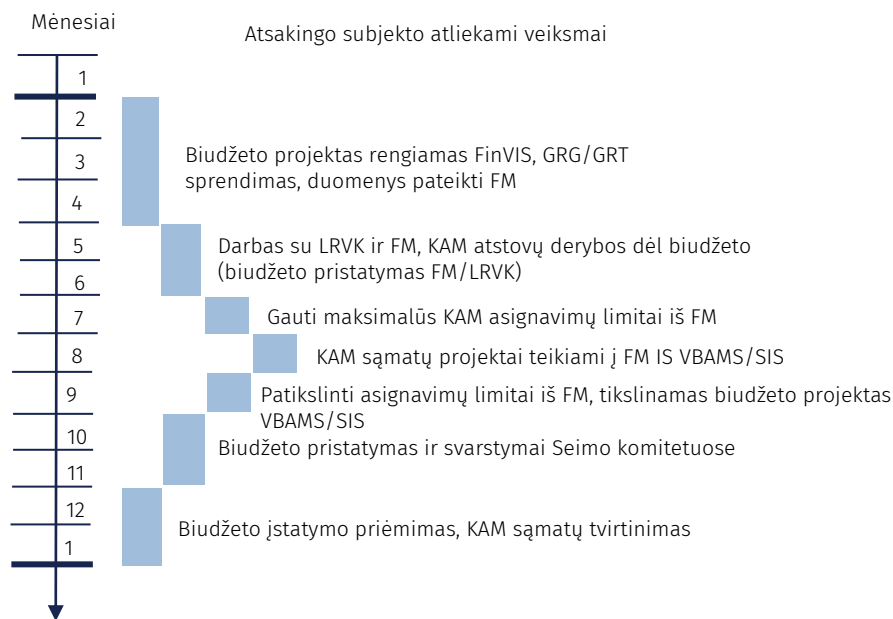 Mėnesiai
Atsakingo subjekto atliekami veiksmai
1
2
3
4
Biudžeto projektas rengiamas FinVIS, GRG/GRT
sprendimas, duomenys pateikti FM
5
6
Darbas su LRVK ir FM, KAM atstovų derybos dėl biudžeto
(biudžeto pristatymas FM/LRVK)
7
Gauti maksimalūs KAM asignavimų limitai iš FM
8
KAM sąmatų projektai teikiami į FM IS VBAMS/SIS
9
Patikslinti asignavimų limitai iš FM, tikslinamas biudžeto projektas
VBAMS/SIS
10
11
Biudžeto pristatymas ir svarstymai Seimo komitetuose
12
1
Biudžeto įstatymo priėmimas, KAM sąmatų tvirtinimas